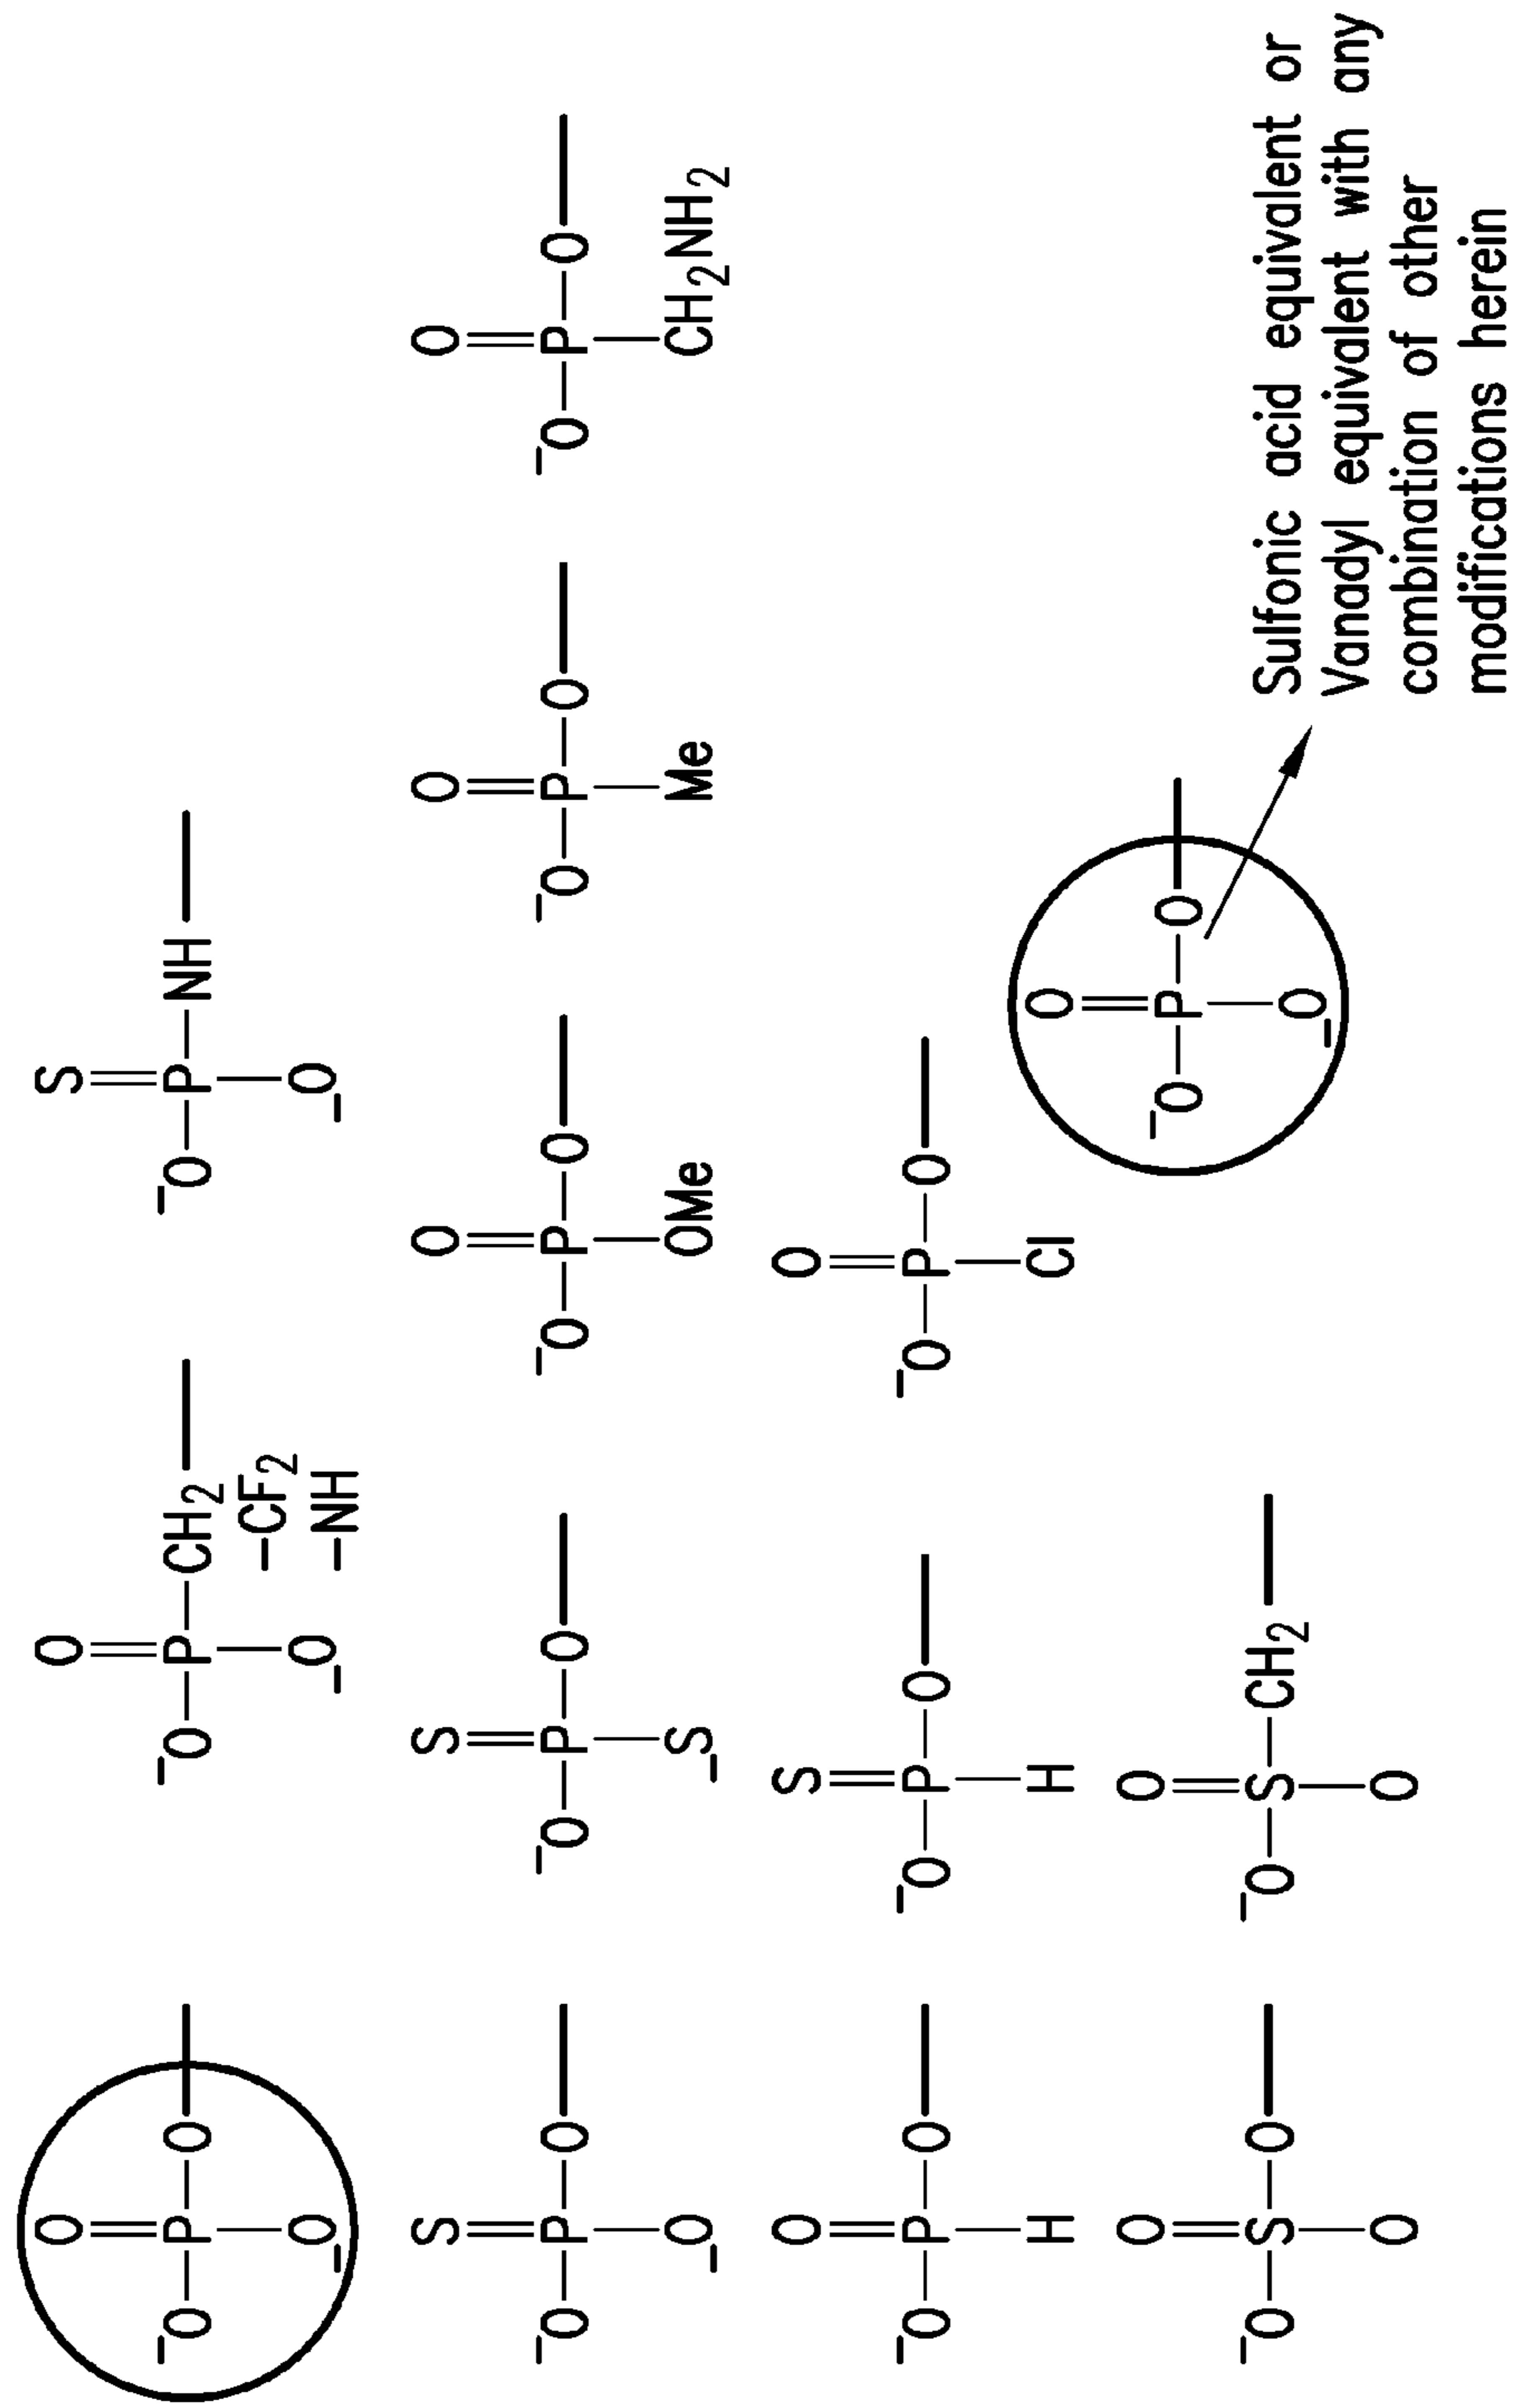 O O S
-O-P-O -O-P-CH2 -O-P-NH
-CF2
O- O- -NH O-
S S O O O
-O-P-O -O-P-O -O-P-O -O-P-O -O-P-O
O- S- OMe Me CH2NH2
O S O
-O-P-O -O-P-O -O-P-O
H H Cl
O
-O-P-O
O-
O O
-O-S-O -O-S-CH2
O O
Sulfonic acid equivalent or
Vanadyl equivalent with any
combination of other
modifications herein